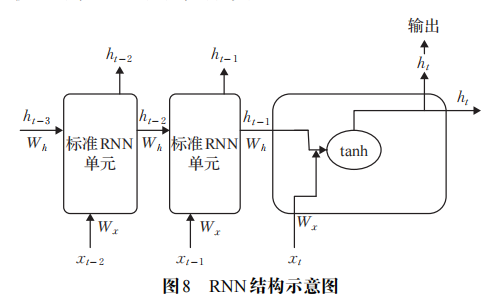 输出
h_{t-2}
h_{t-1}
h_t
h_t
h_{t-3}
W_h
标准RNN
单元
h_{t-2}
W_h
标准RNN
单元
h_{t-1}
W_h
tanh
W_x
W_x
W_x
x_{t-2}
x_{t-1}
x_t
图8 RNN结构示意图